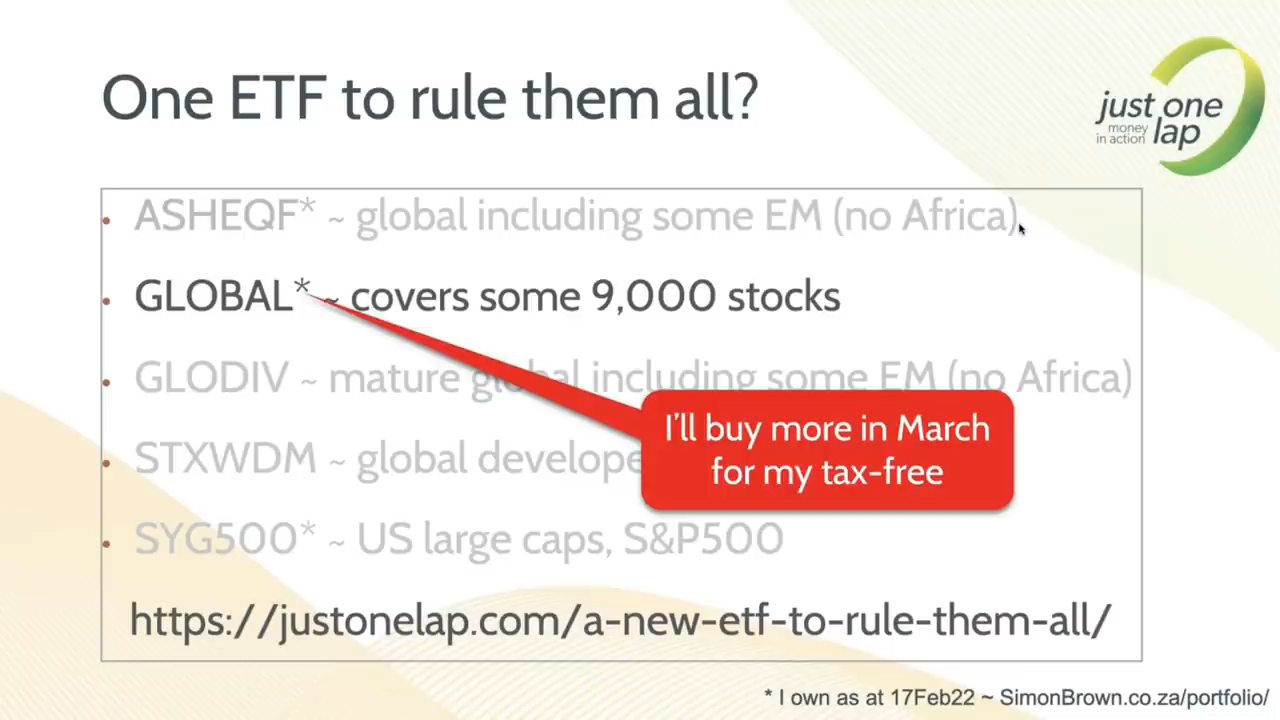 One ETF to rule them all?
just one
money
in action lap
• ASHEQF* ~ global including some EM (no Africa)
• GLOBAL* ~ covers some 9,000 stocks
• GLODIV ~ mature global including some EM (no Africa)
I'll buy more in March
for my tax-free
• STXWDM ~ global develope
• SYG500* ~ US large caps, S&P500
https://justonelap.com/a-new-etf-to-rule-them-all/
* I own as at 17Feb22 ~ SimonBrown.co.za/portfolio/